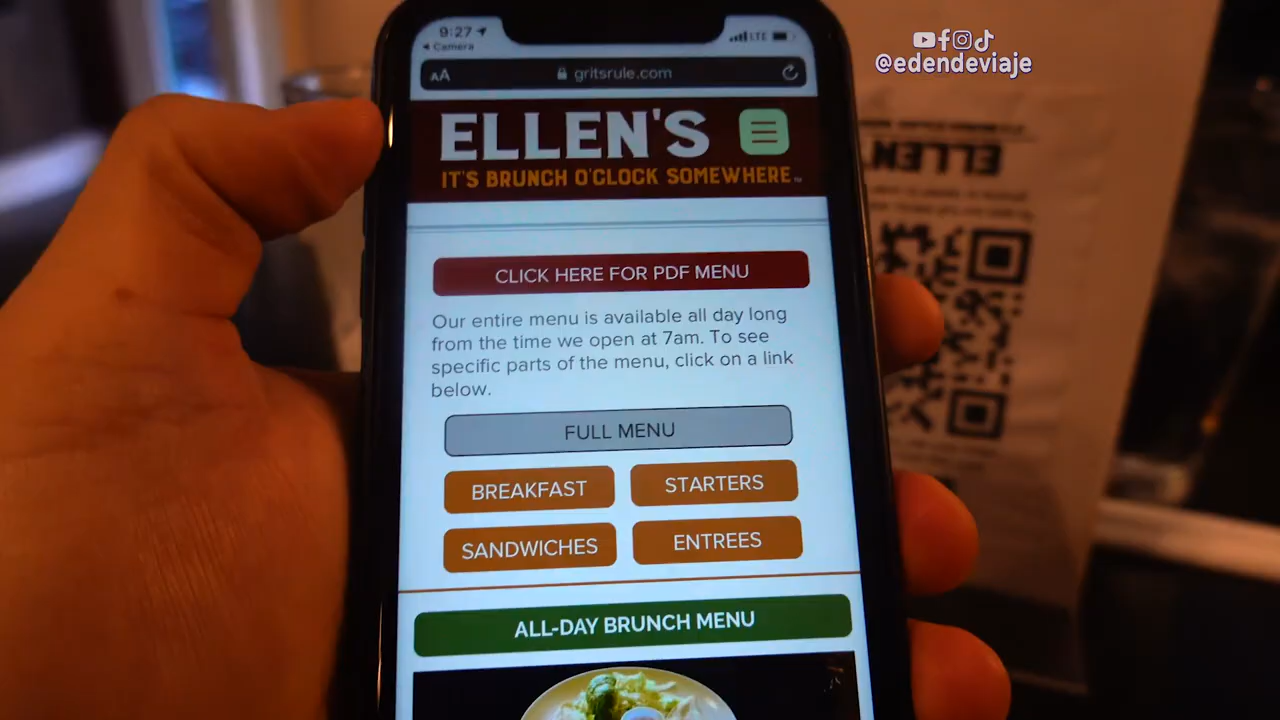 9:27
LTE
Camera
AA
gritsrule.com
ELLEN'S
IT'S BRUNCH O'CLOCK SOMEWHERE
CLICK HERE FOR PDF MENU
Our entire menu is available all day long
from the time we open at 7am. To see
specific parts of the menu, click on a link
below.
FULL MENU
BREAKFAST
STARTERS
SANDWICHES
ENTREES
ALL-DAY BRUNCH MENU
@edendeviaje
ELLEN'S